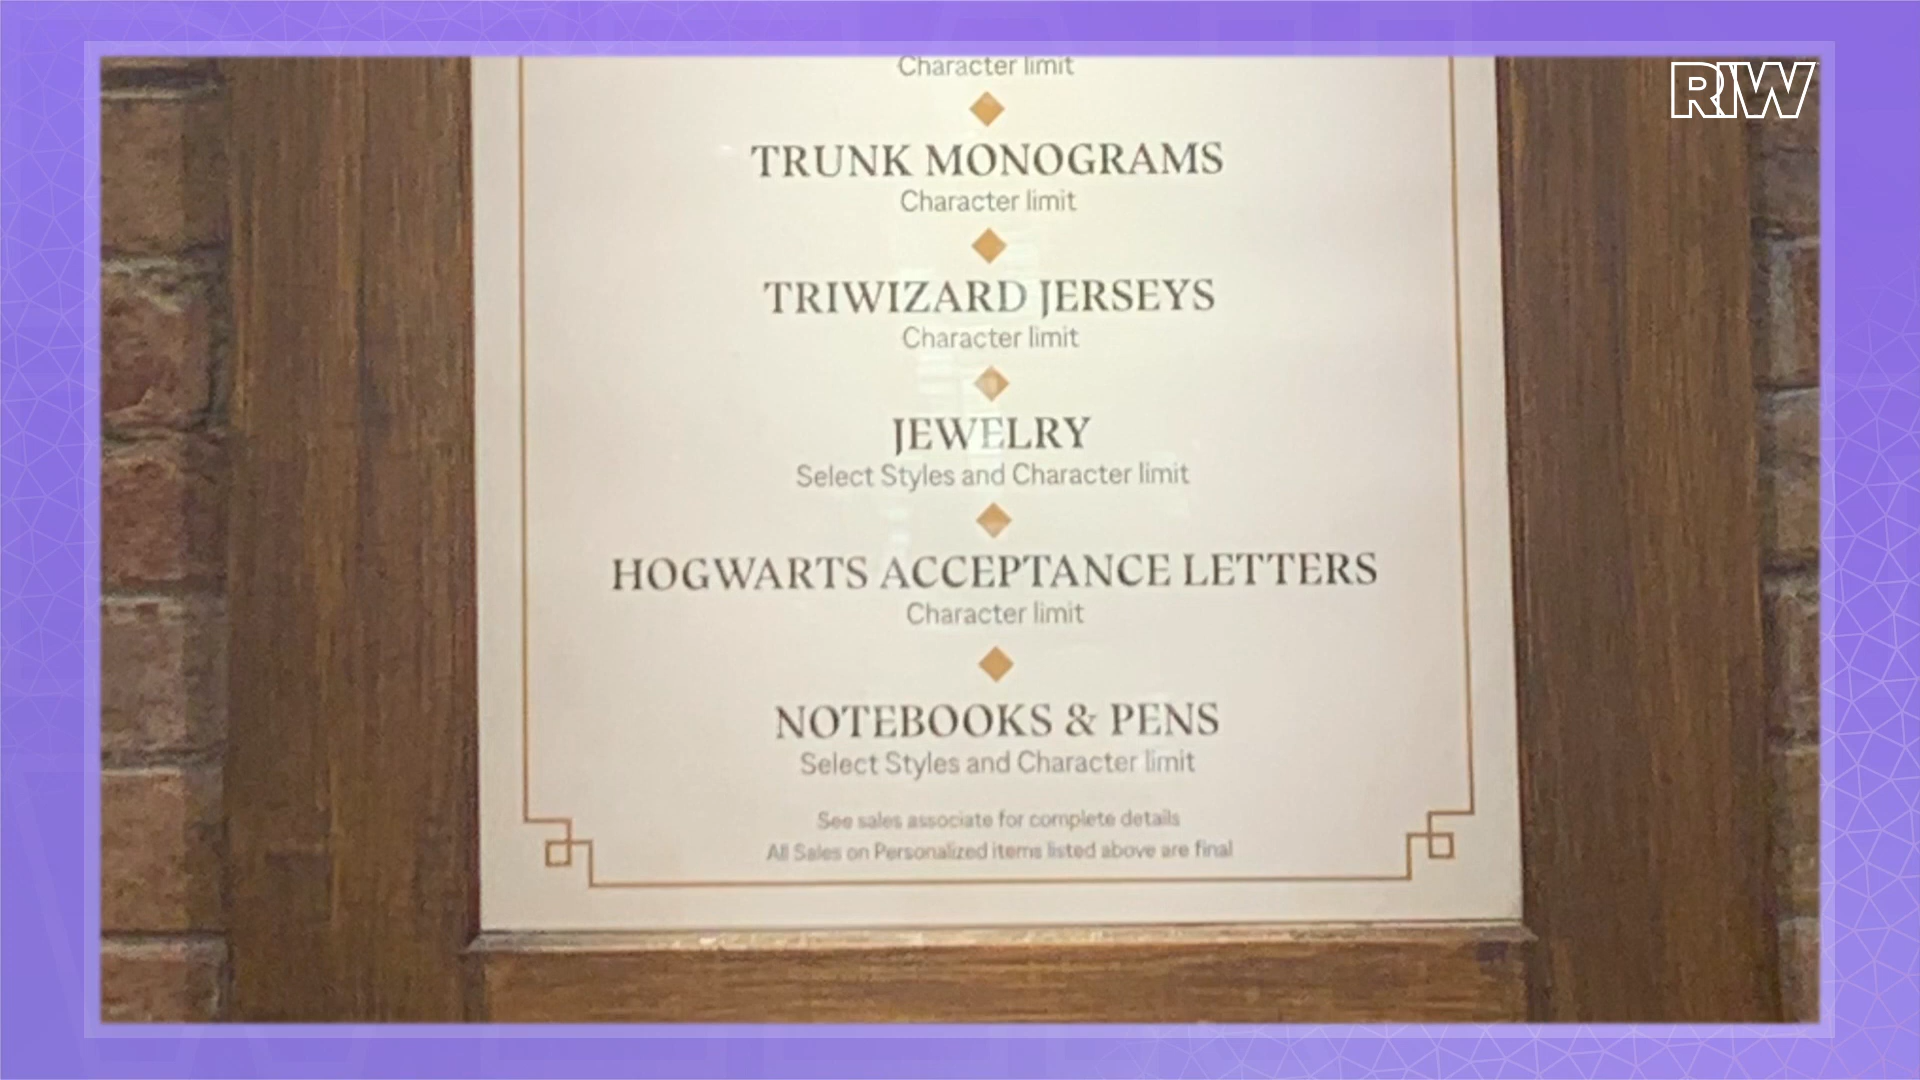 Character limit
RIW
TRUNK MONOGRAMS
Character limit
TRIWIZARD JERSEYS
Character limit
JEWELRY
Select Styles and Character limit
HOGWARTS ACCEPTANCE LETTERS
Character limit
NOTEBOOKS & PENS
Select Styles and Character limit
See sales associate for complete details
All Sales on Personalized items listed above are final